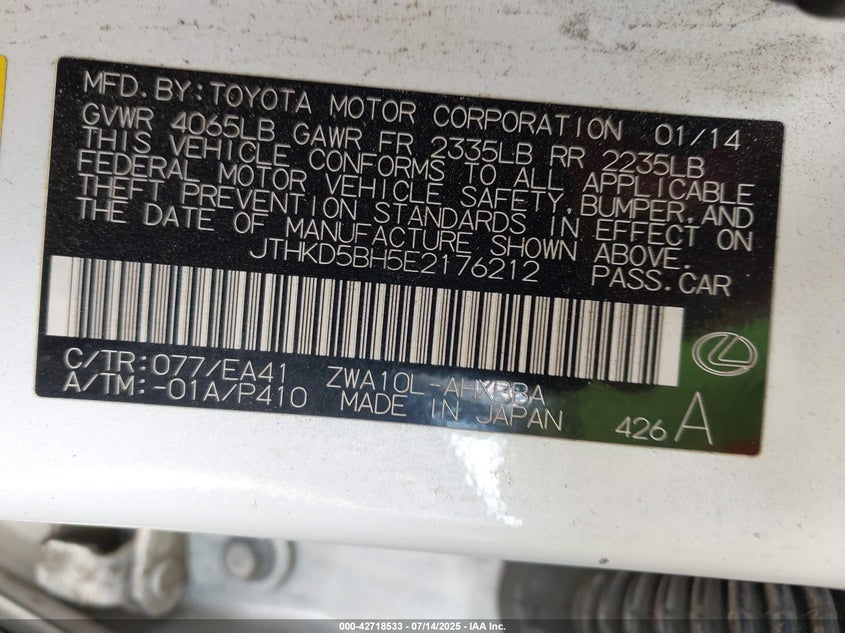 MFD. BY: TOYOTA MOTOR CORPORATION 01/14
GVWR 4065LB GAWR FR 2335LB RR 2235LB
THIS VEHICLE CONFORMS TO ALL APPLICABLE
FEDERAL MOTOR VEHICLE SAFETY, BUMPER, AND
THEFT PREVENTION STANDARDS IN EFFECT ON
THE DATE OF MANUFACTURE SHOWN ABOVE.
JTHKD5BH5E2176212 PASS.CAR
C/TR: 077/EA41 ZWA10L-AHXBBA
A/TM: -01A/P410 MADE IN JAPAN
426 A
000-42718533 - 07/14/2025 - IAA Inc.